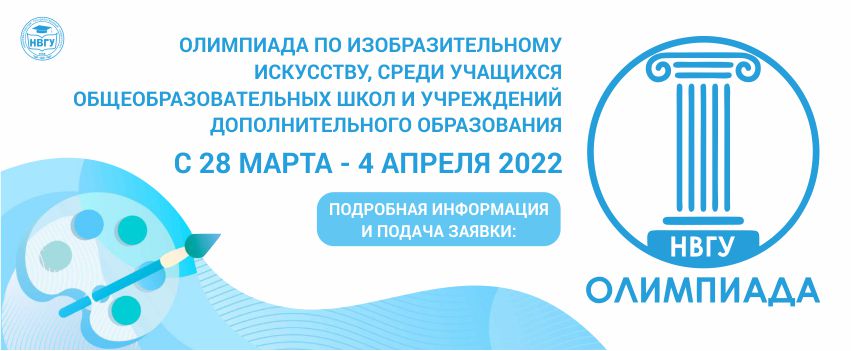 НВГУ
ОЛИМПИАДА ПО ИЗОБРАЗИТЕЛЬНОМУ
ИСКУССТВУ, СРЕДИ УЧАЩИХСЯ
ОБЩЕОБРАЗОВАТЕЛЬНЫХ ШКОЛ И УЧРЕЖДЕНИЙ
ДОПОЛНИТЕЛЬНОГО ОБРАЗОВАНИЯ
С 28 МАРТА - 4 АПРЕЛЯ 2022
ПОДРОБНАЯ ИНФОРМАЦИЯ
И ПОДАЧА ЗАЯВКИ:
НВГУ
ОЛИМПИАДА